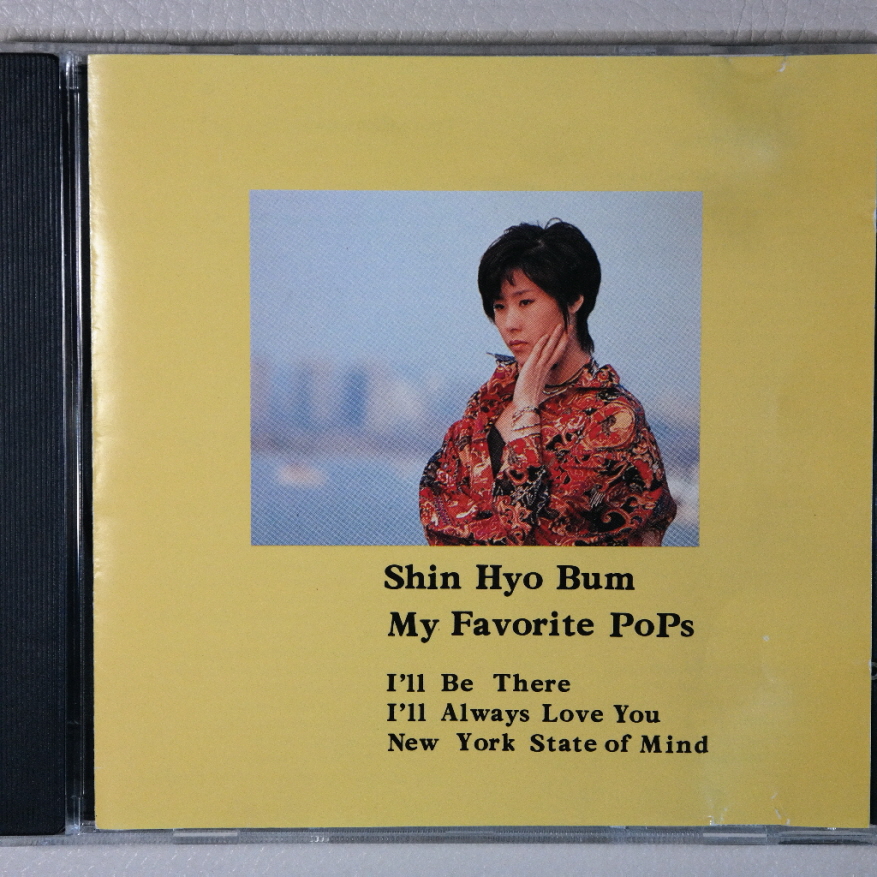 Shin Hyo Bum
My Favorite PoPs
I'll Be There
I'll Always Love You
New York State of Mind